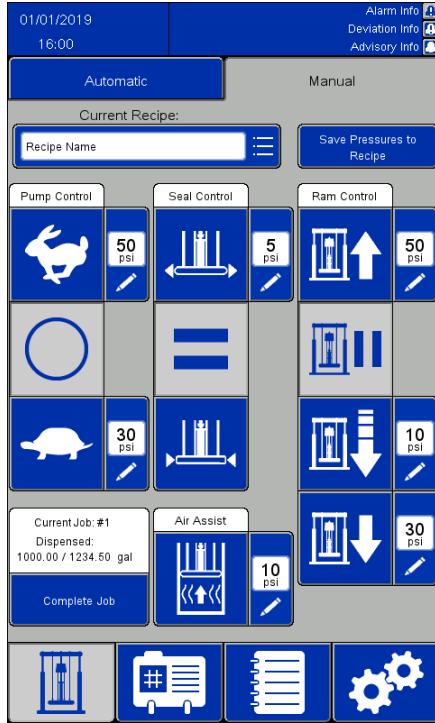 01/01/2019
16:00
Alarm Info
Deviation Info
Advisory Info
Automatic
Manual
Current Recipe:
Recipe Name
Save Pressures to
Recipe
Pump Control
Seal Control
Ram Control
50
psi
5
psi
50
psi
30
psi
10
psi
30
psi
Current Job: #1
Dispensed:
1000.00 / 1234.50 gal
Complete Job
Air Assist
10
psi